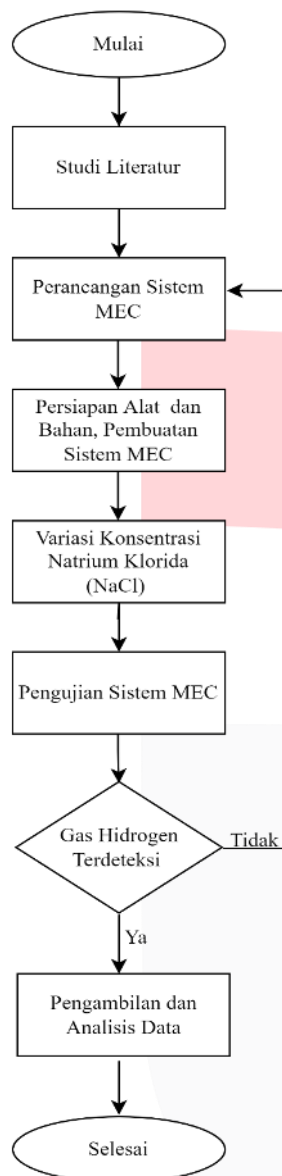 Mulai
Studi Literatur
Perancangan Sistem
MEC
Persiapan Alat dan
Bahan, Pembuatan
Sistem MEC
Variasi Konsentrasi
Natrium Klorida
(NaCl)
Pengujian Sistem MEC
Gas Hidrogen
Terdeteksi
Tidak
Ya
Pengambilan dan
Analisis Data
Selesai